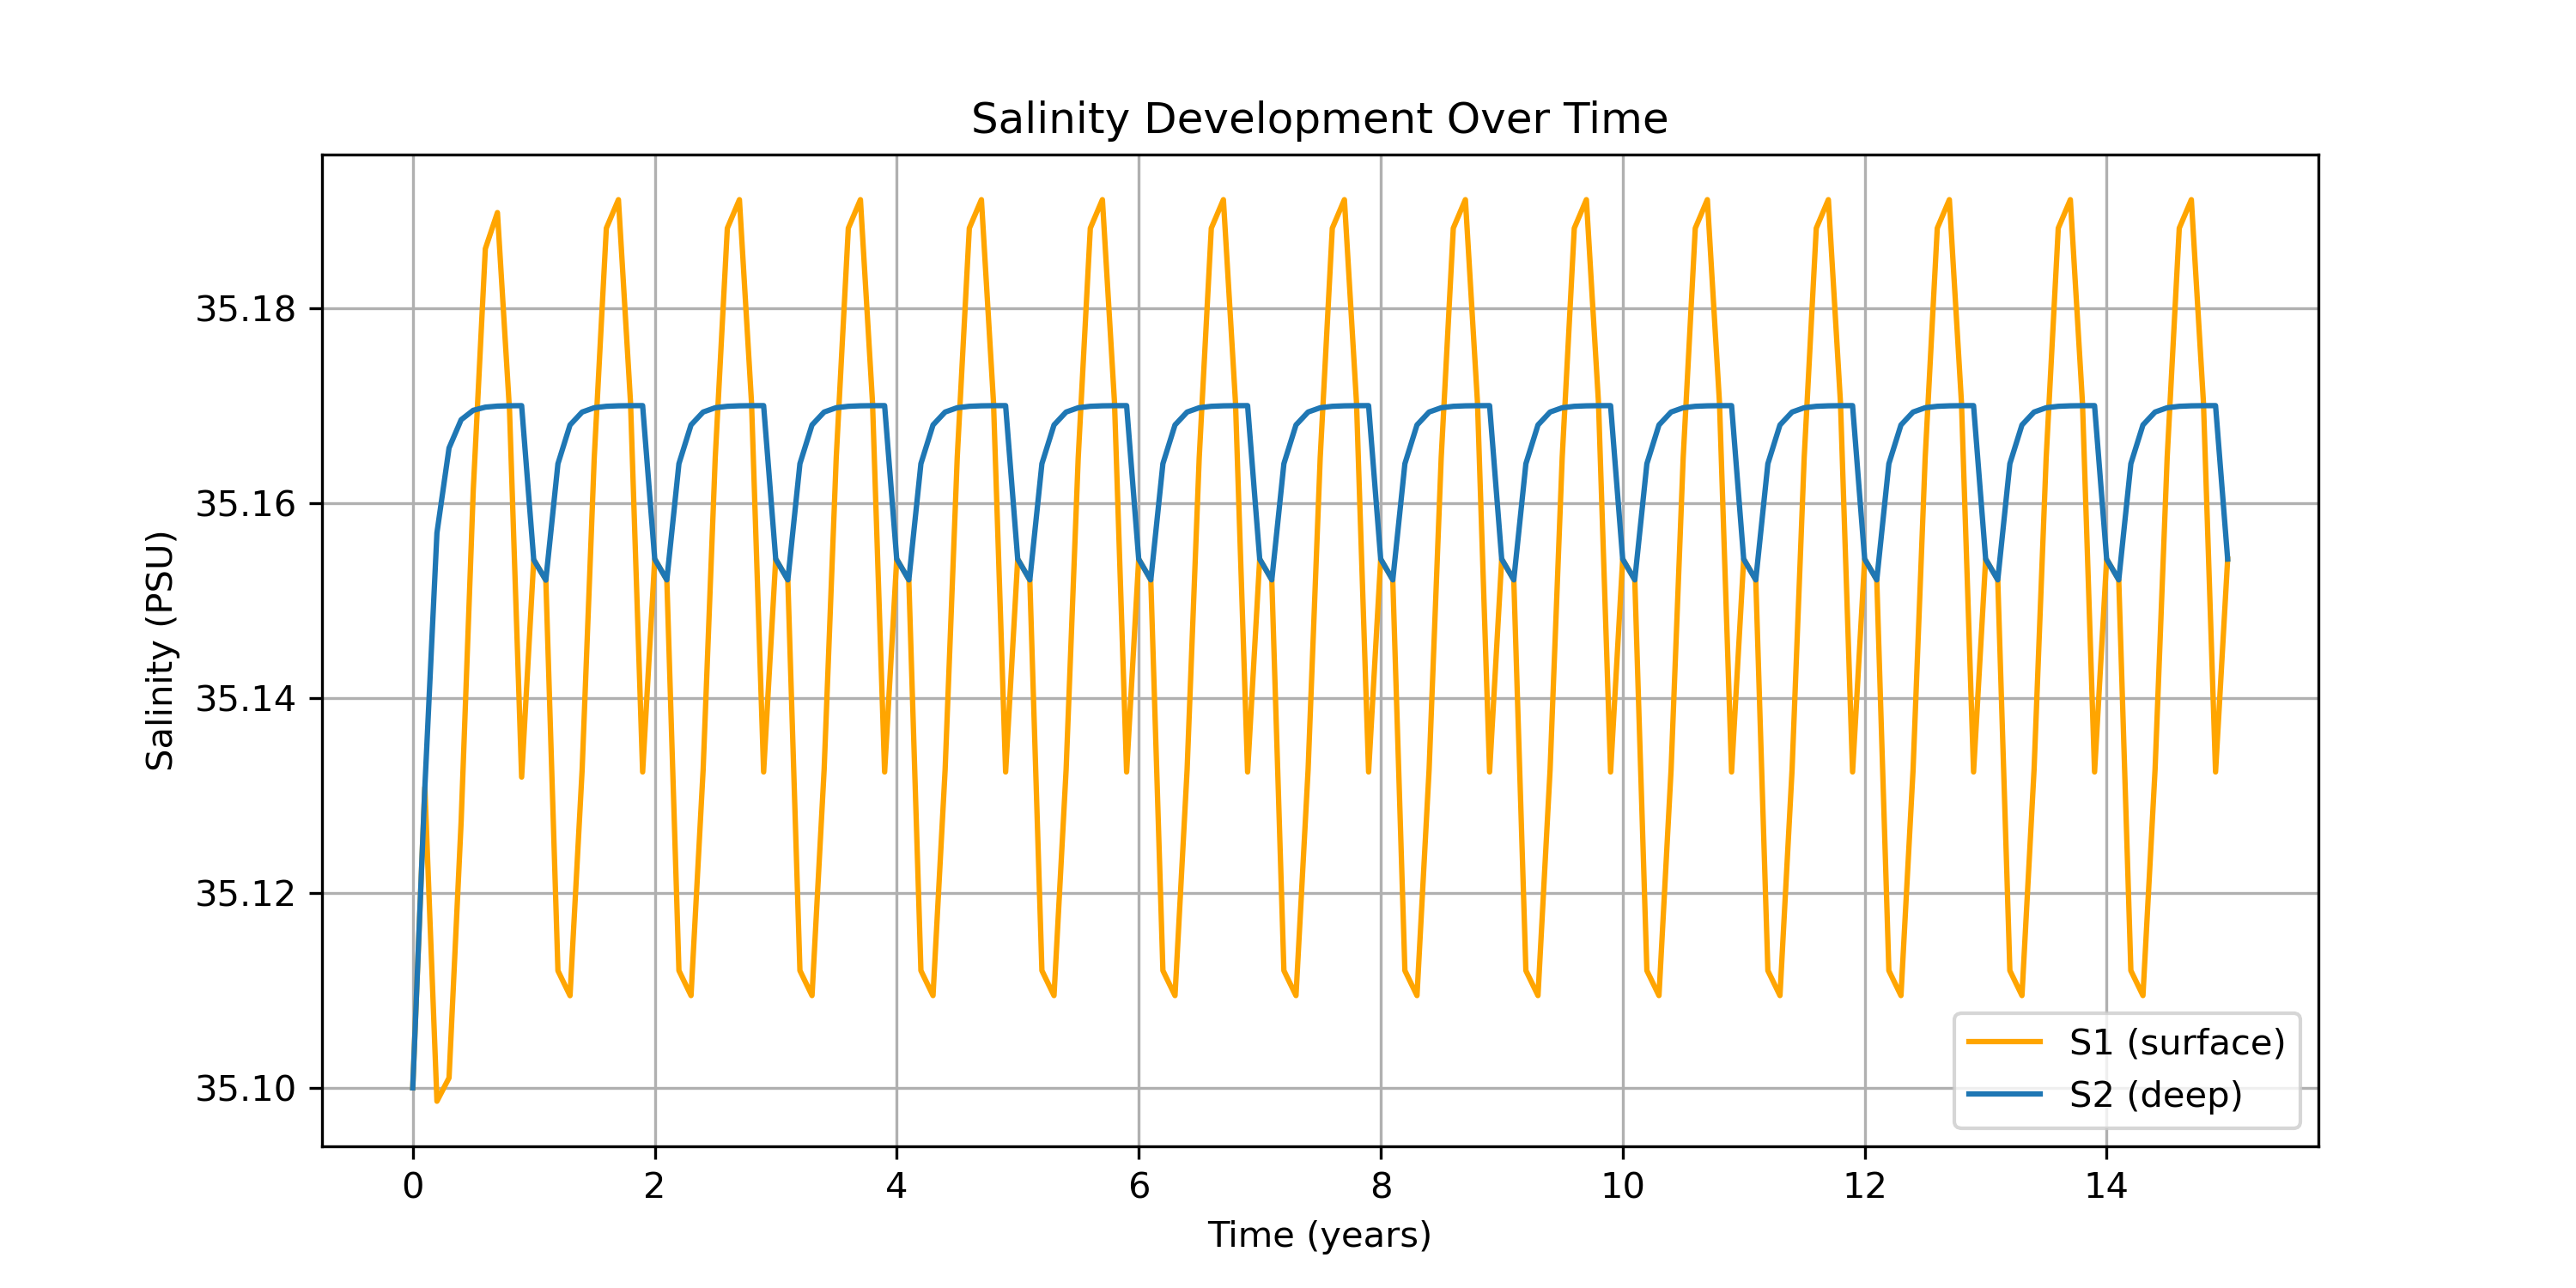 Salinity Development Over Time
Salinity (PSU)
35.18
35.16
35.14
35.12
35.10
0 2 4 6 8 10 12 14
Time (years)
S1 (surface)
S2 (deep)